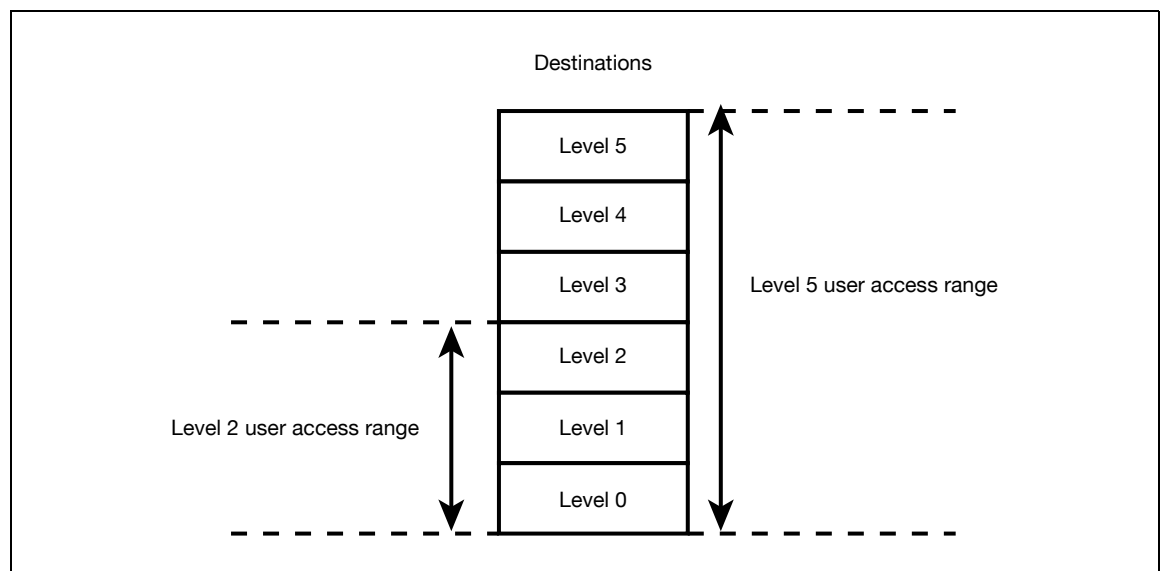 Destinations
Level 5
Level 4
Level 3
Level 5 user access range
Level 2
Level 2 user access range
Level 1
Level 0